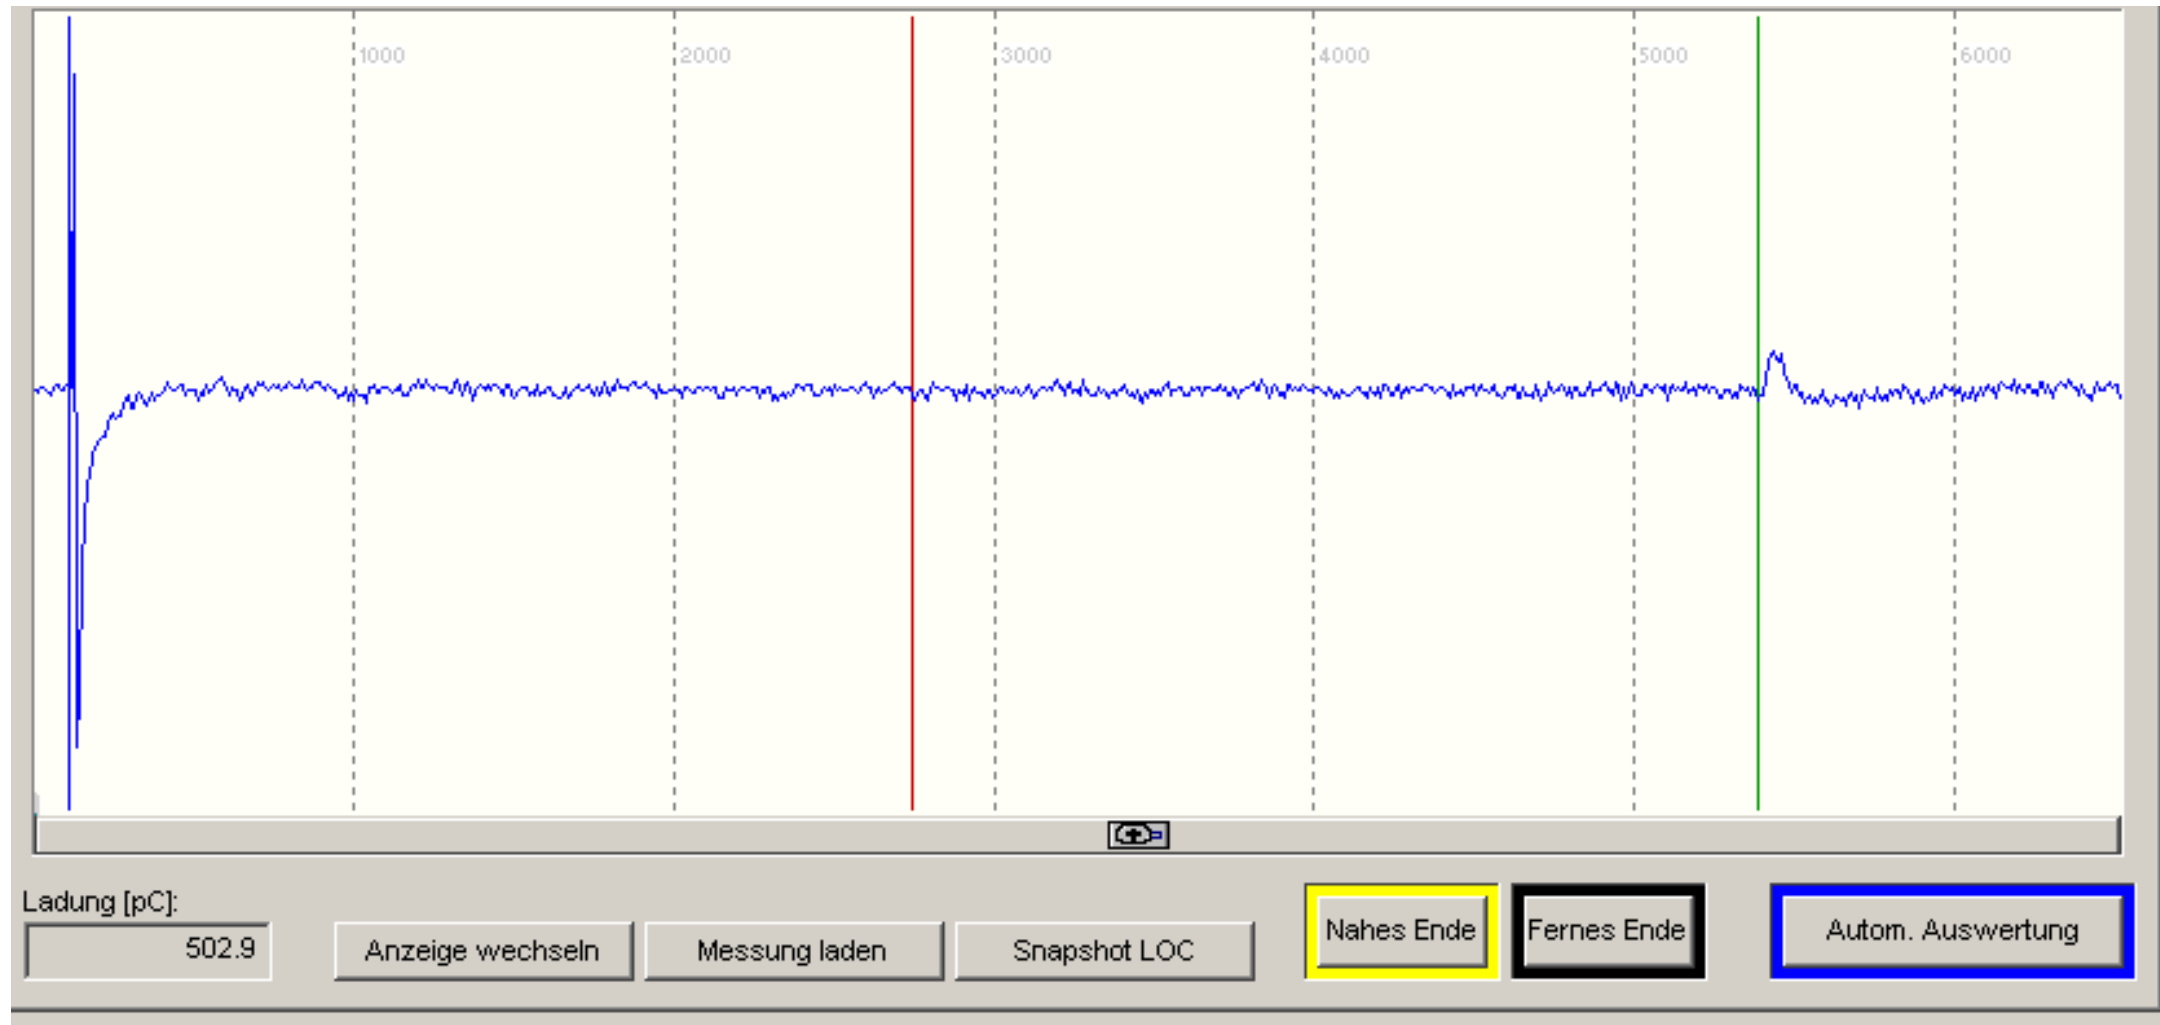 1000 2000 3000 4000 5000 6000
Ladung [pC]:
502.9
Anzeige wechseln
Messung laden
Snapshot LOC
Nahes Ende
Fernes Ende
Autom. Auswertung